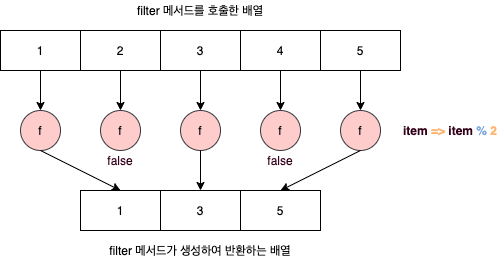 filter 메서드를 호출한 배열
1 2 3 4 5
f f f f f item => item % 2
false false
1 3 5
filter 메서드가 생성하여 반환하는 배열